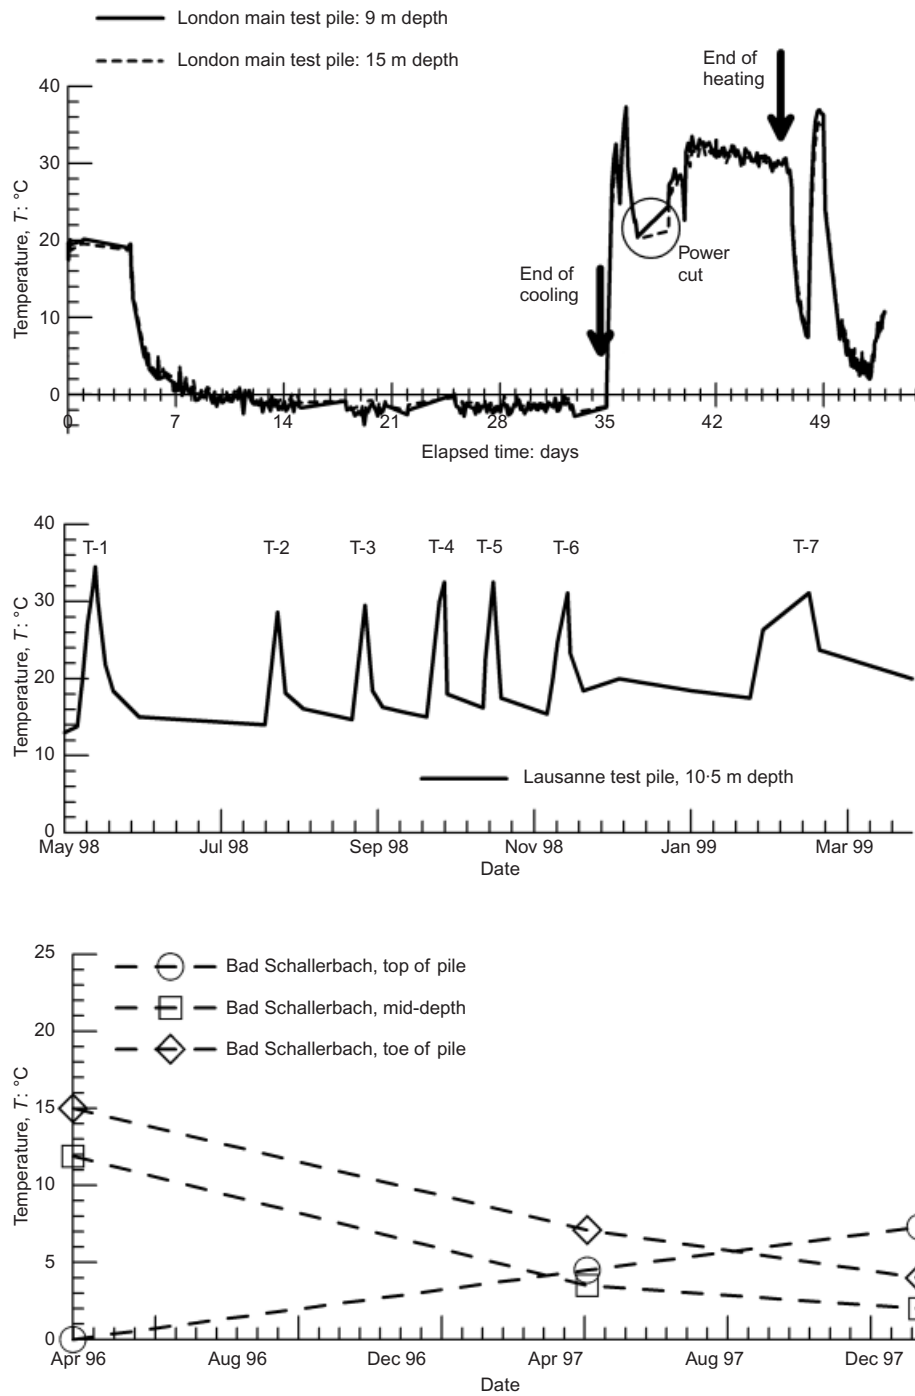 London main test pile: 9 m depth
London main test pile: 15 m depth
End of
heating
40
30
20
10
0
Temperature, T: °C
End of
cooling
Power
cut
0 7 14 21 28 35 42 49
Elapsed time: days
40
30
20
10
0
Temperature, T: °C
T-1 T-2 T-3 T-4 T-5 T-6 T-7
Lausanne test pile, 10·5 m depth
May 98 Jul 98 Sep 98 Nov 98 Jan 99 Mar 99
Date
25
20
15
10
5
0
Temperature, T: °C
Bad Schallerbach, top of pile
Bad Schallerbach, mid-depth
Bad Schallerbach, toe of pile
Apr 96 Aug 96 Dec 96 Apr 97 Aug 97 Dec 97
Date